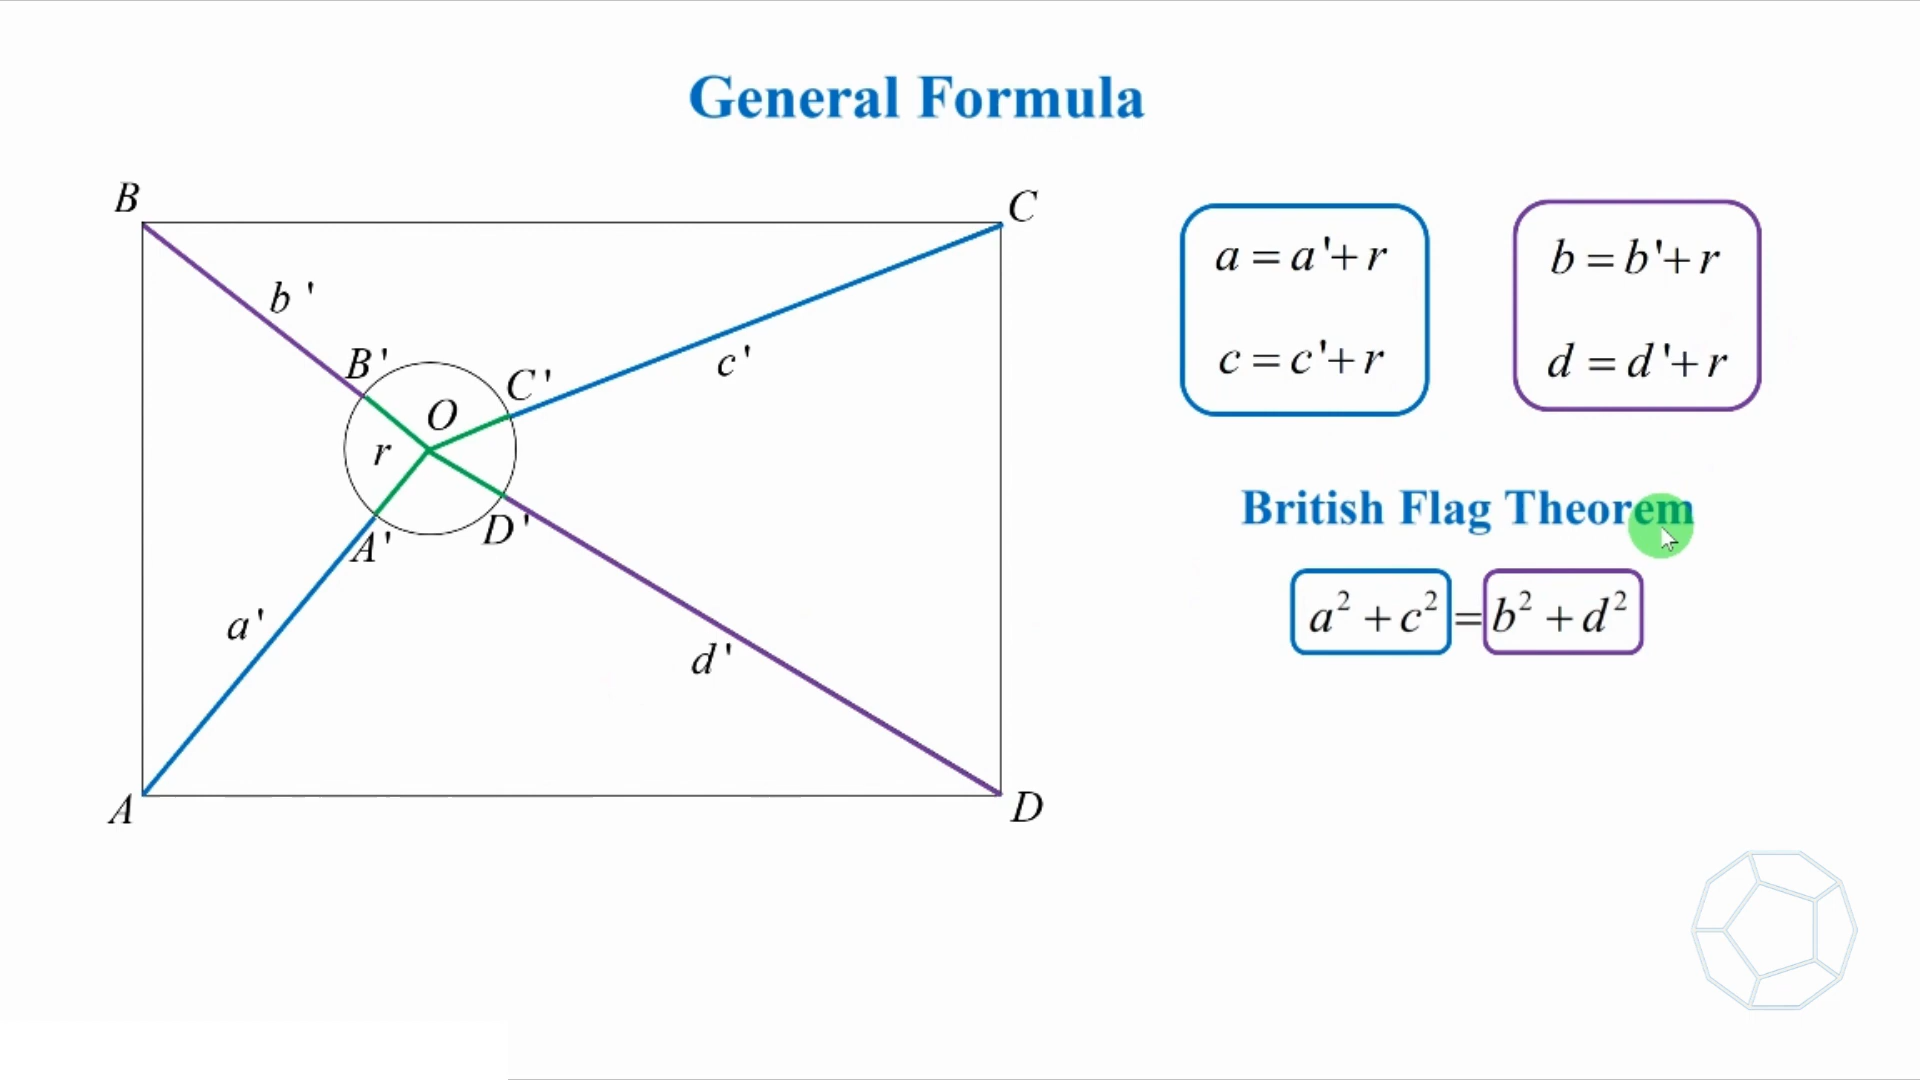 General Formula
B
C
b '
B'
C'
c'
O
r
A'
D'
a'
d'
A
D
a = a'+ r
c = c'+ r
b = b'+ r
d = d'+ r
British Flag Theorem
a² + c² = b² + d²